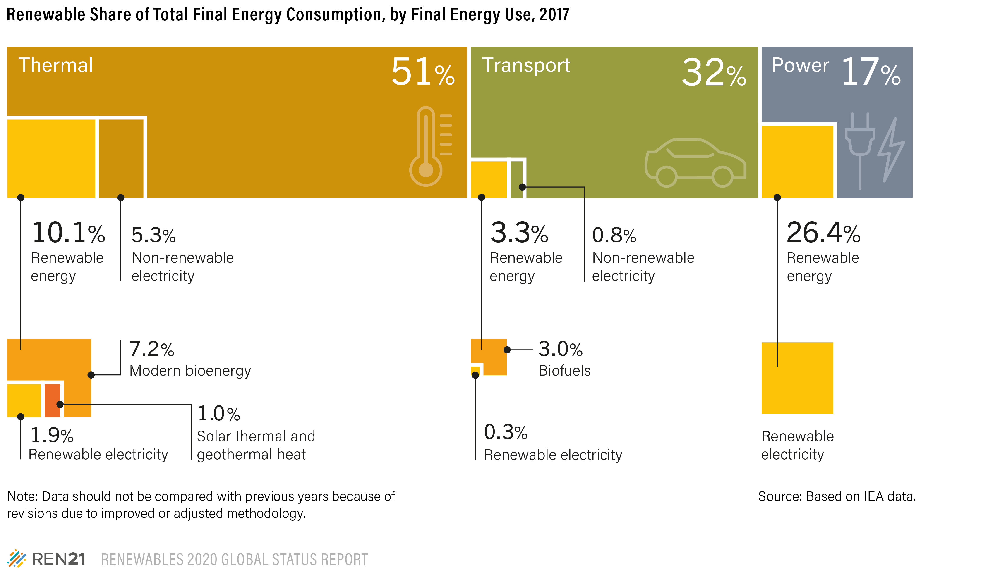 Renewable Share of Total Final Energy Consumption, by Final Energy Use, 2017
Thermal 51%
Transport 32%
Power 17%
10.1%
Renewable
energy
5.3%
Non-renewable
electricity
3.3%
Renewable
energy
0.8%
Non-renewable
electricity
26.4%
Renewable
energy
7.2%
Modern bioenergy
1.0%
Solar thermal and
geothermal heat
1.9%
Renewable electricity
3.0%
Biofuels
0.3%
Renewable electricity
Renewable
electricity
Note: Data should not be compared with previous years because of
revisions due to improved or adjusted methodology.
Source: Based on IEA data.
REN21 RENEWABLES 2020 GLOBAL STATUS REPORT